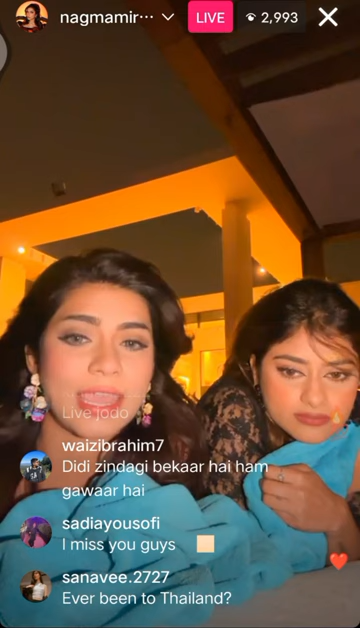 nagmamir...
LIVE
2,993
Live jodo
waizibrahim7
Didi zindagi bekaar hai ham
gawaar hai
sadiayousofi
I miss you guys
sanavee.2727
Ever been to Thailand?